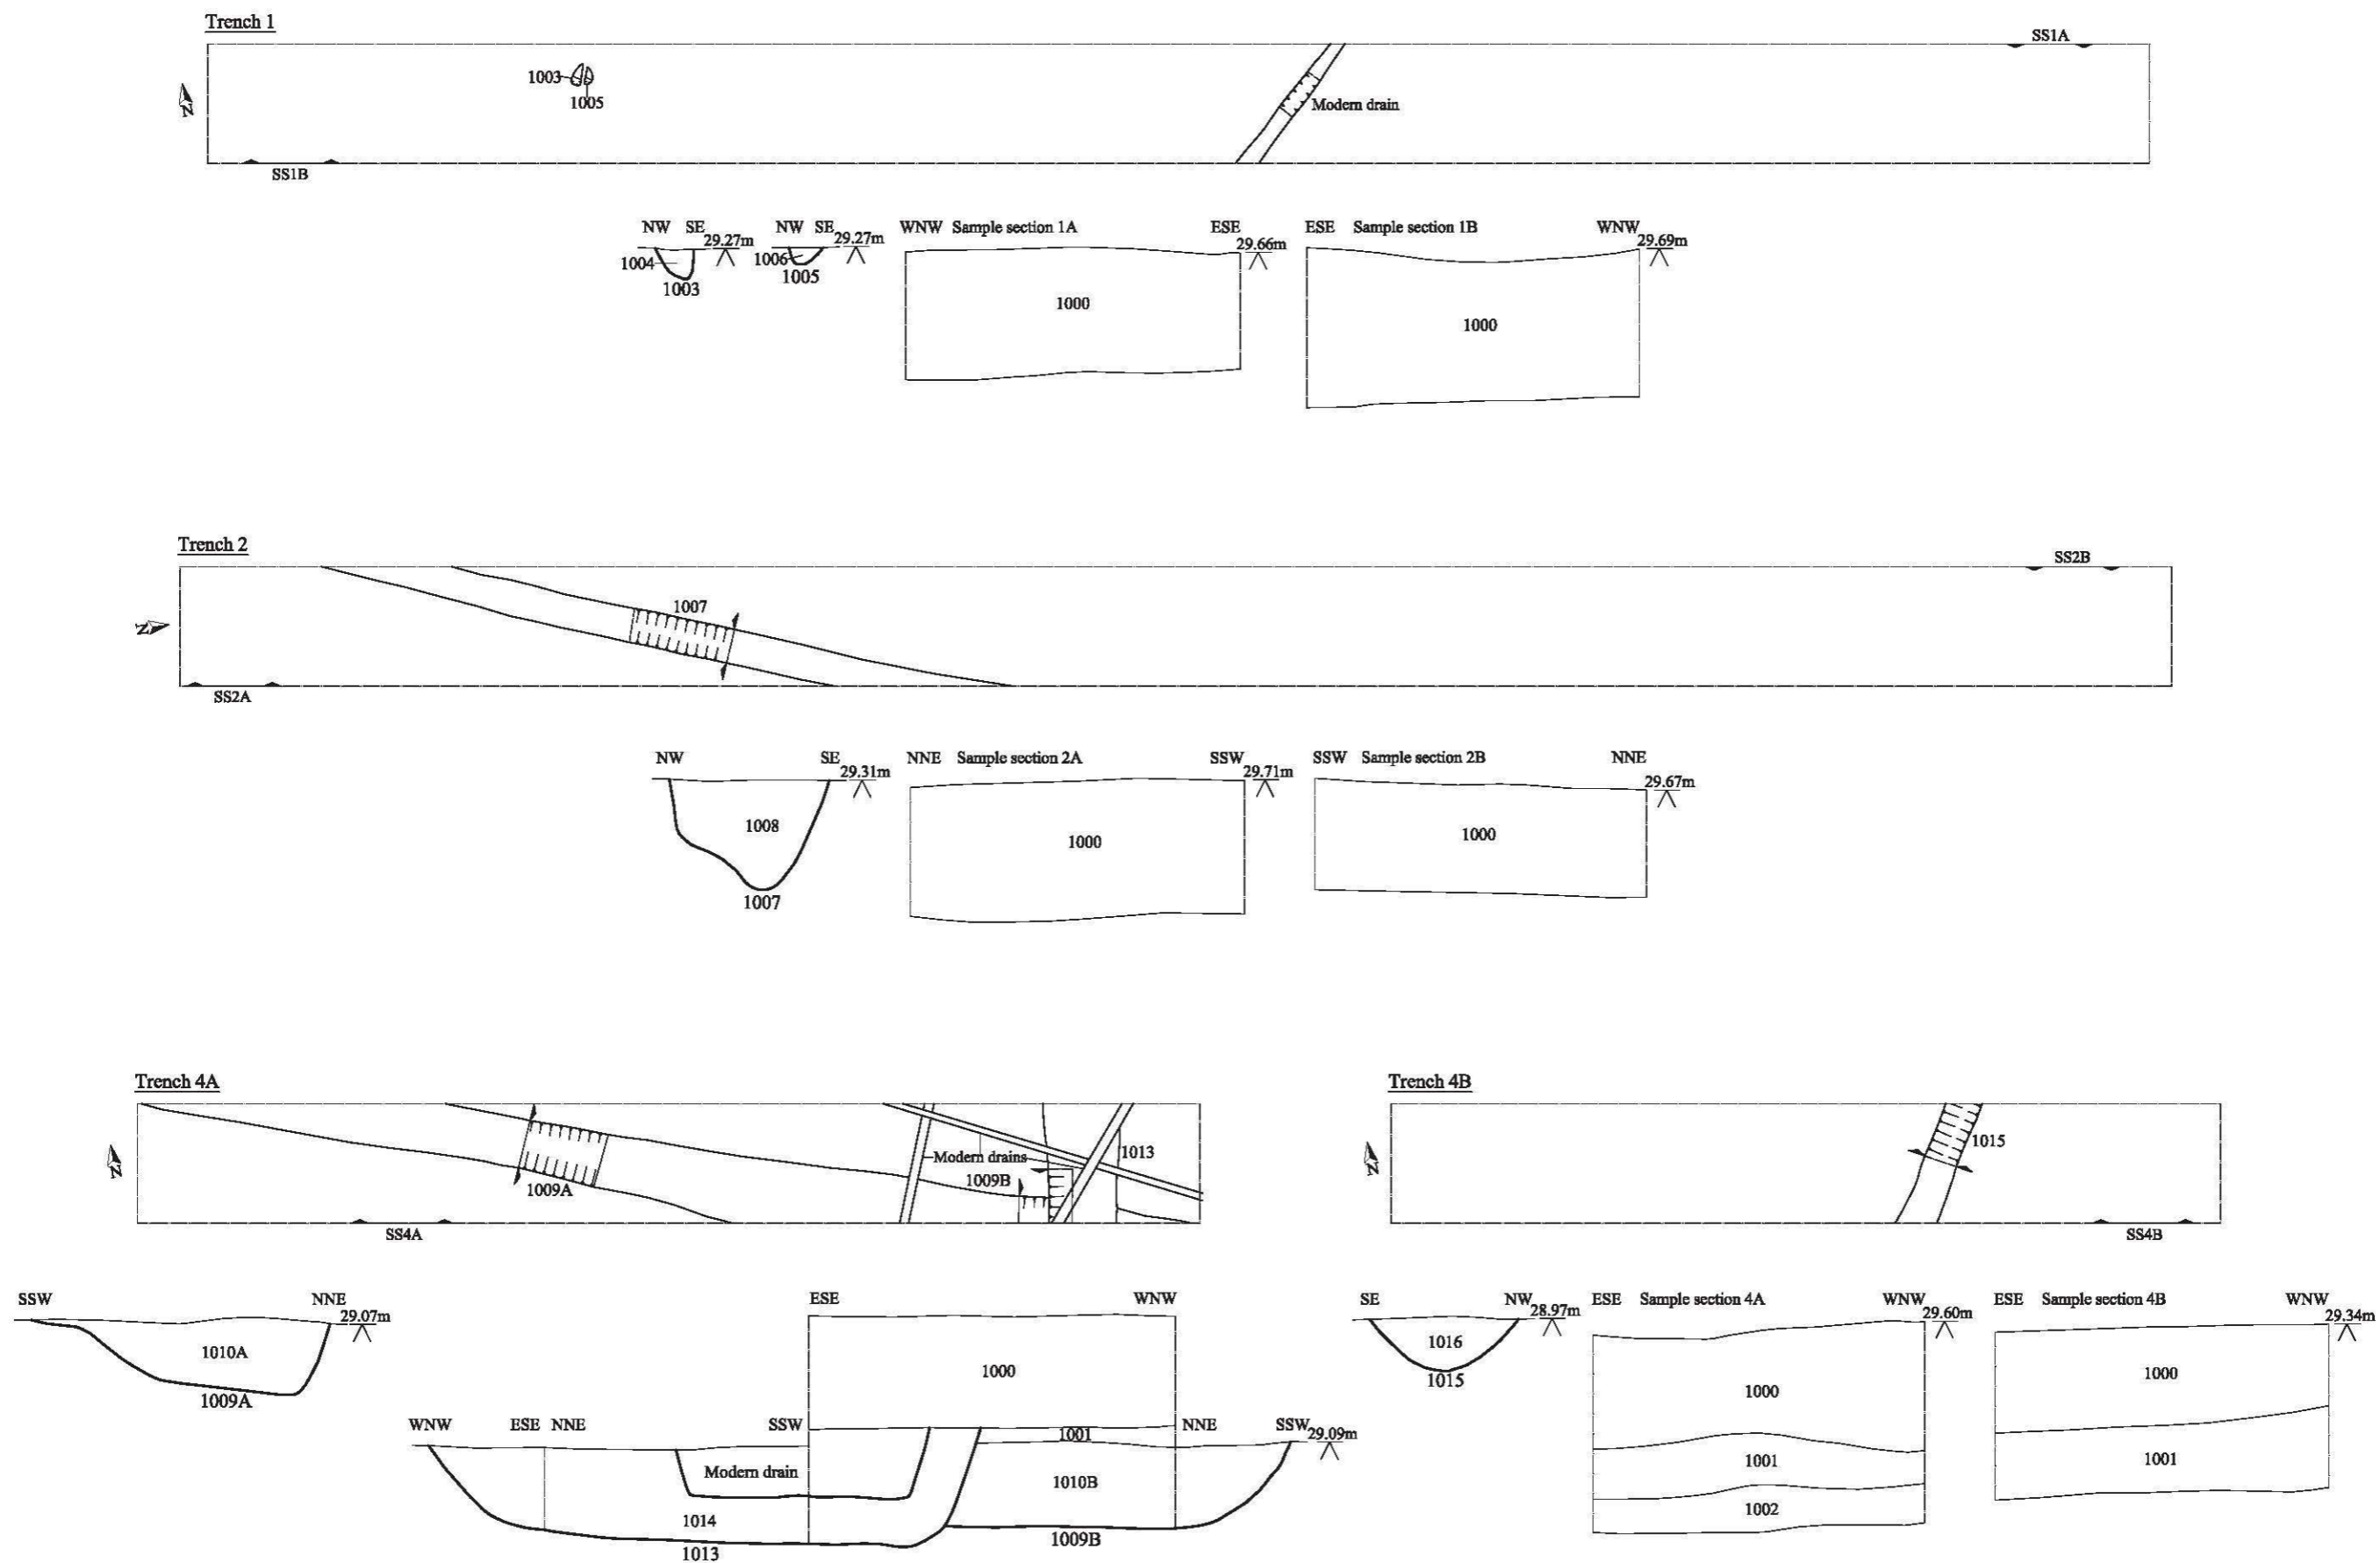 Trench 1
SS1A
1003
1005
Modern drain
N
SS1B
NW SE
29.27m
1004
1003
NW SE
29.27m
1006
1005
WNW Sample section 1A ESE
29.66m
1000
ESE Sample section 1B WNW
29.69m
1000
Trench 2
SS2B
1007
N
SS2A
NW SE
29.31m
1008
1007
NNE Sample section 2A SSW
29.71m
1000
SSW Sample section 2B NNE
29.67m
1000
Trench 4A
N
1009A
Modern drains
1009B
1013
SS4A
Trench 4B
N
1015
SS4B
SSW NNE
29.07m
1010A
1009A
ESE WNW
1000
WNW ESE NNE SSW
NNE SSW
29.09m
1001
Modern drain
1010B
1014
1013
1009B
SE NW
28.97m
1016
1015
ESE Sample section 4A WNW
29.60m
1000
1001
1002
ESE Sample section 4B WNW
29.34m
1000
1001